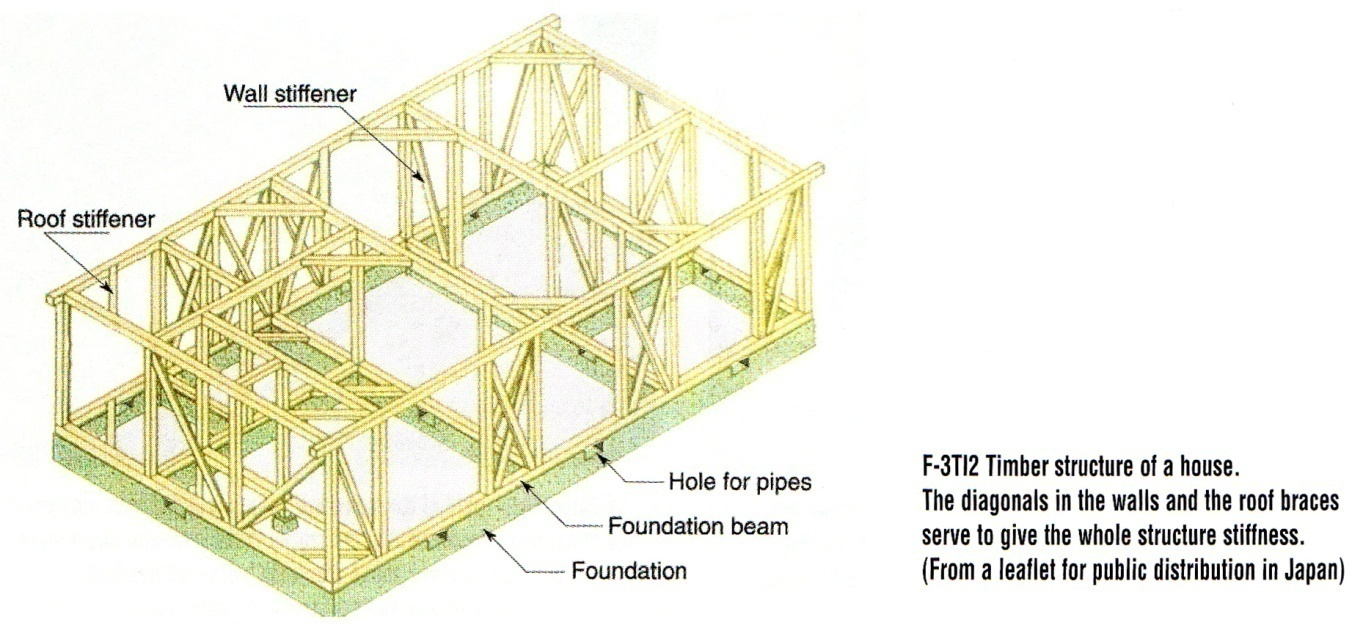 Wall stiffener
Roof stiffener
Hole for pipes
Foundation beam
Foundation
F-3TI2 Timber structure of a house.
The diagonals in the walls and the roof braces
serve to give the whole structure stiffness.
(From a leaflet for public distribution in Japan)